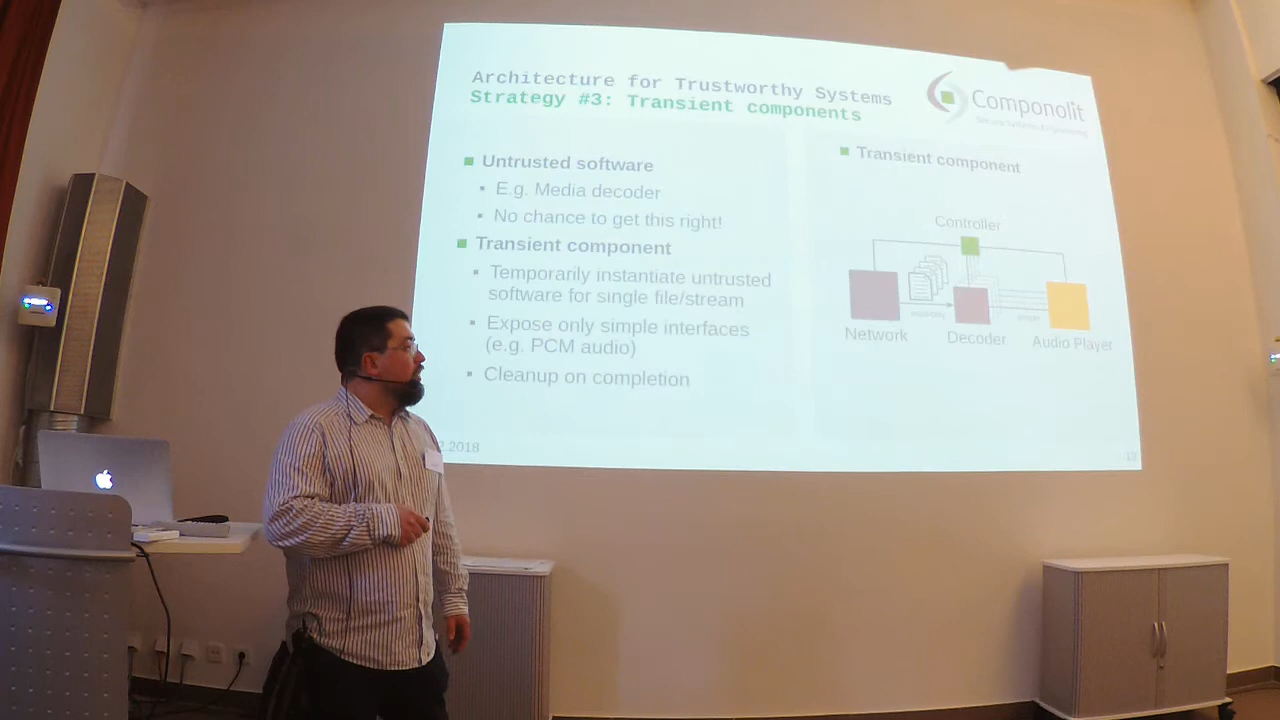 Architecture for Trustworthy Systems
Strategy #3: Transient components
Componolit
Untrusted software
E.g. Media decoder
No chance to get this right!
Transient component
Temporarily instantiate untrusted
software for single file/stream
Expose only simple interfaces
(e.g. PCM audio)
Cleanup on completion
Transient component
Controller
Network
Decoder
Audio Player
2.2018